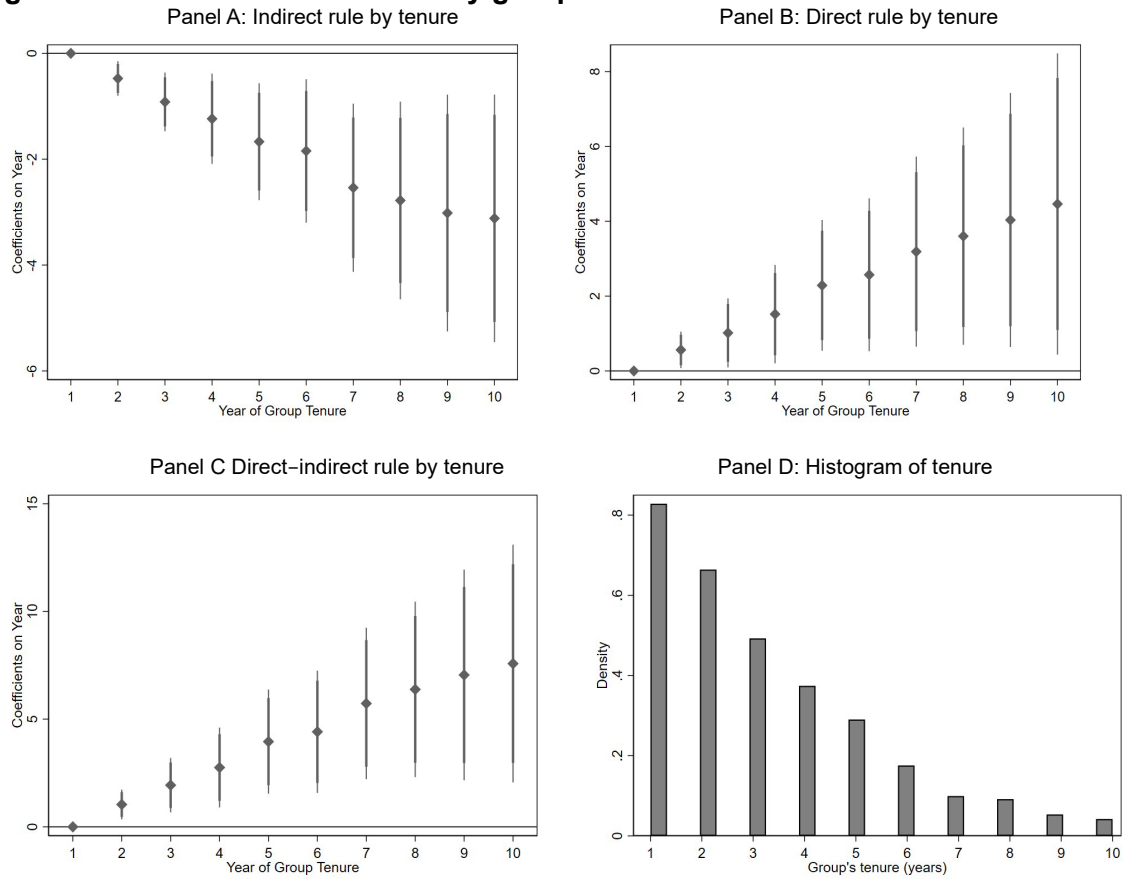 Panel A: Indirect rule by tenure
Coefficients on Year
0
-2
-4
-6
1 2 3 4 5 6 7 8 9 10
Year of Group Tenure
Panel B: Direct rule by tenure
Coefficients on Year
8
6
4
2
0
1 2 3 4 5 6 7 8 9 10
Year of Group Tenure
Panel C Direct–indirect rule by tenure
Coefficients on Year
15
10
5
0
1 2 3 4 5 6 7 8 9 10
Year of Group Tenure
Panel D: Histogram of tenure
Density
.8
.6
.4
.2
0
1 2 3 4 5 6 7 8 9 10
Group's tenure (years)